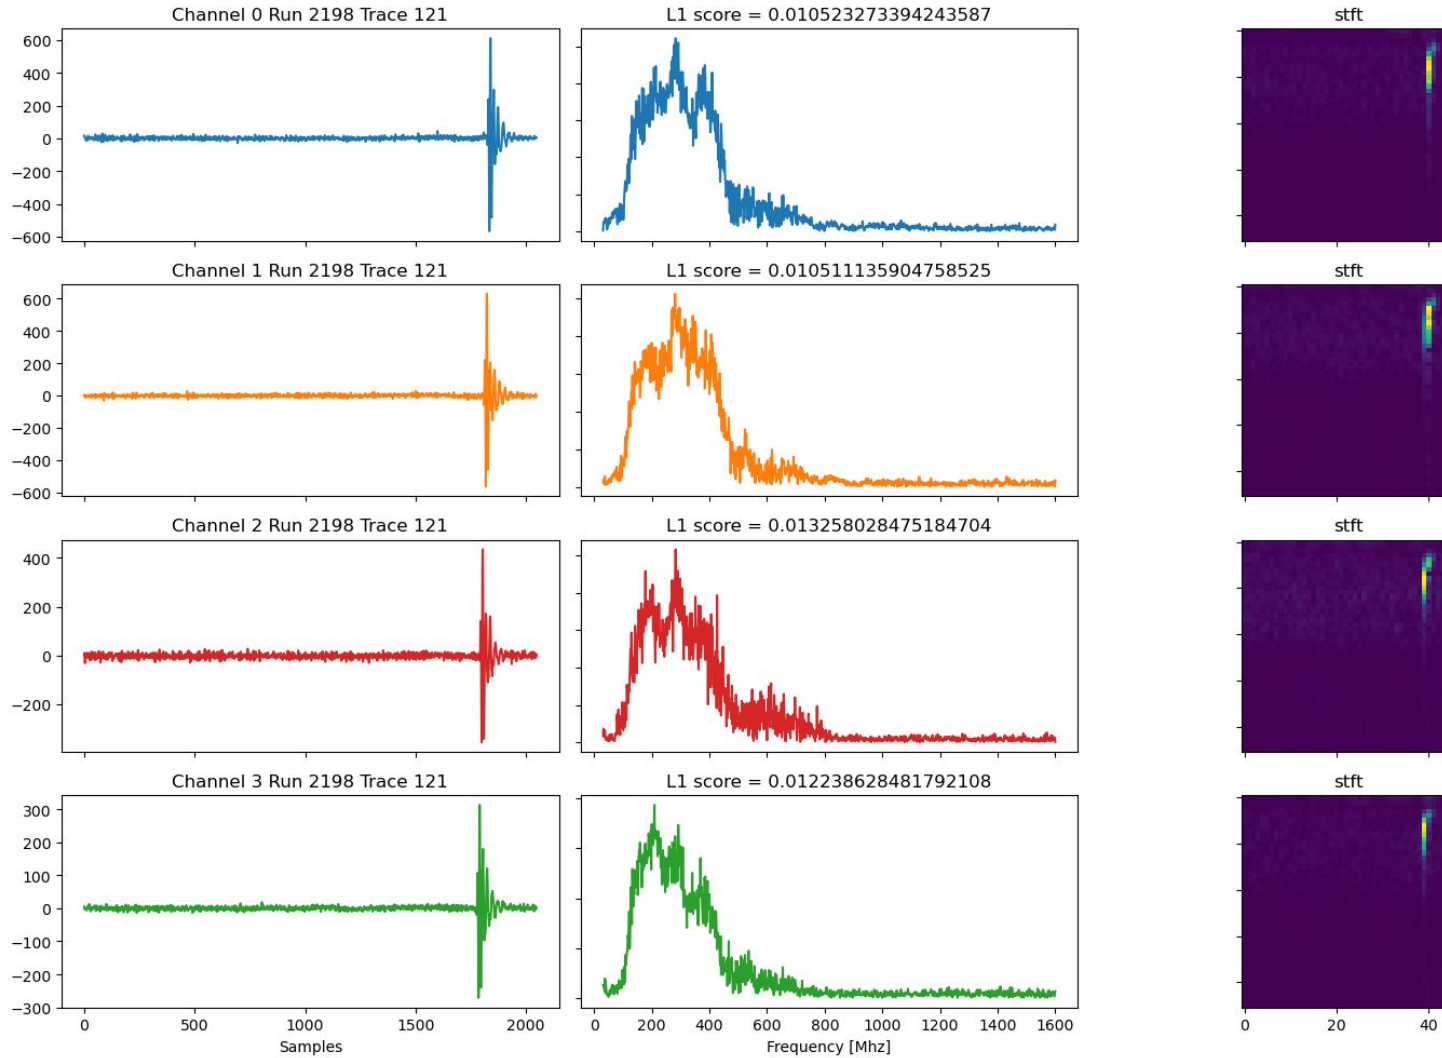 Channel 0 Run 2198 Trace 121
L1 score = 0.010523273394243587
stft
600
400
200
0
−200
−400
−600
Channel 1 Run 2198 Trace 121
L1 score = 0.010511135904758525
stft
600
400
200
0
−200
−400
−600
Channel 2 Run 2198 Trace 121
L1 score = 0.013258028475184704
stft
400
200
0
−200
Channel 3 Run 2198 Trace 121
L1 score = 0.012238628481792108
stft
300
200
100
0
−100
−200
−300
0 500 1000 1500 2000
0 200 400 600 800 1000 1200 1400 1600
0 20 40
Samples
Frequency [Mhz]